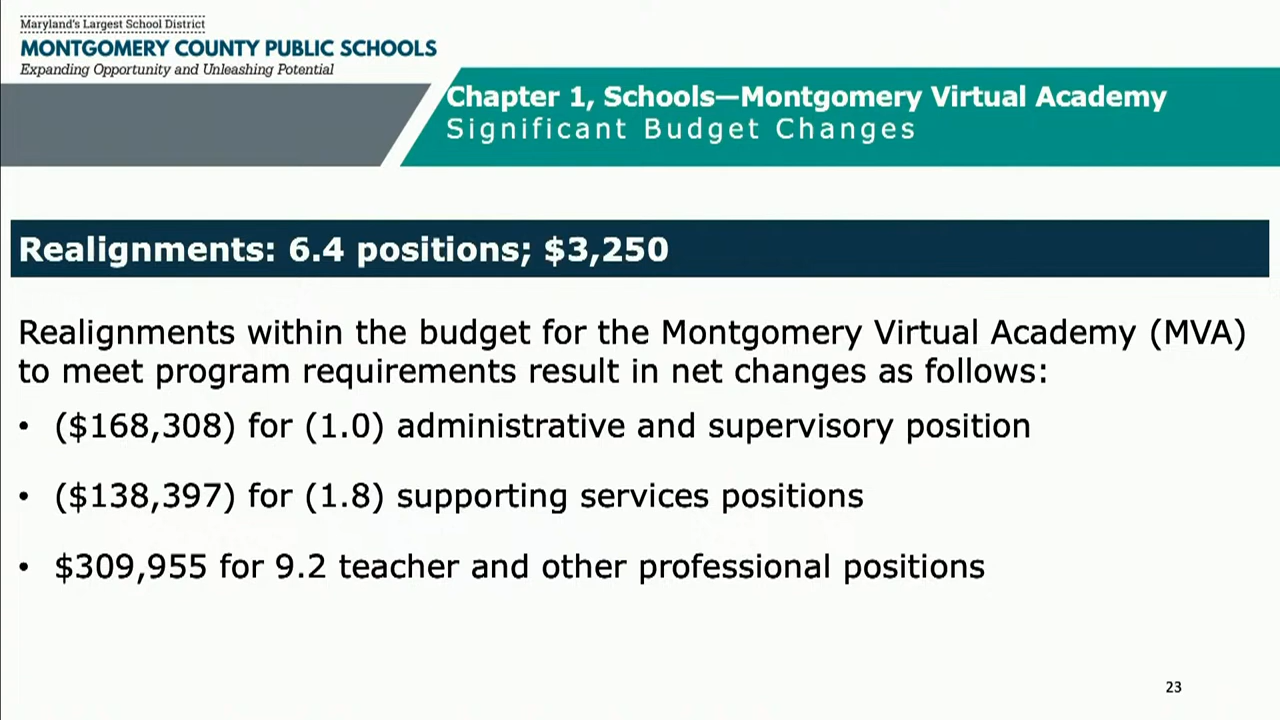 Maryland's Largest School District
MONTGOMERY COUNTY PUBLIC SCHOOLS
Expanding Opportunity and Unleashing Potential
Chapter 1, Schools—Montgomery Virtual Academy
Significant Budget Changes
Realignments: 6.4 positions; $3,250
Realignments within the budget for the Montgomery Virtual Academy (MVA)
to meet program requirements result in net changes as follows:
• ($168,308) for (1.0) administrative and supervisory position
• ($138,397) for (1.8) supporting services positions
• $309,955 for 9.2 teacher and other professional positions
23